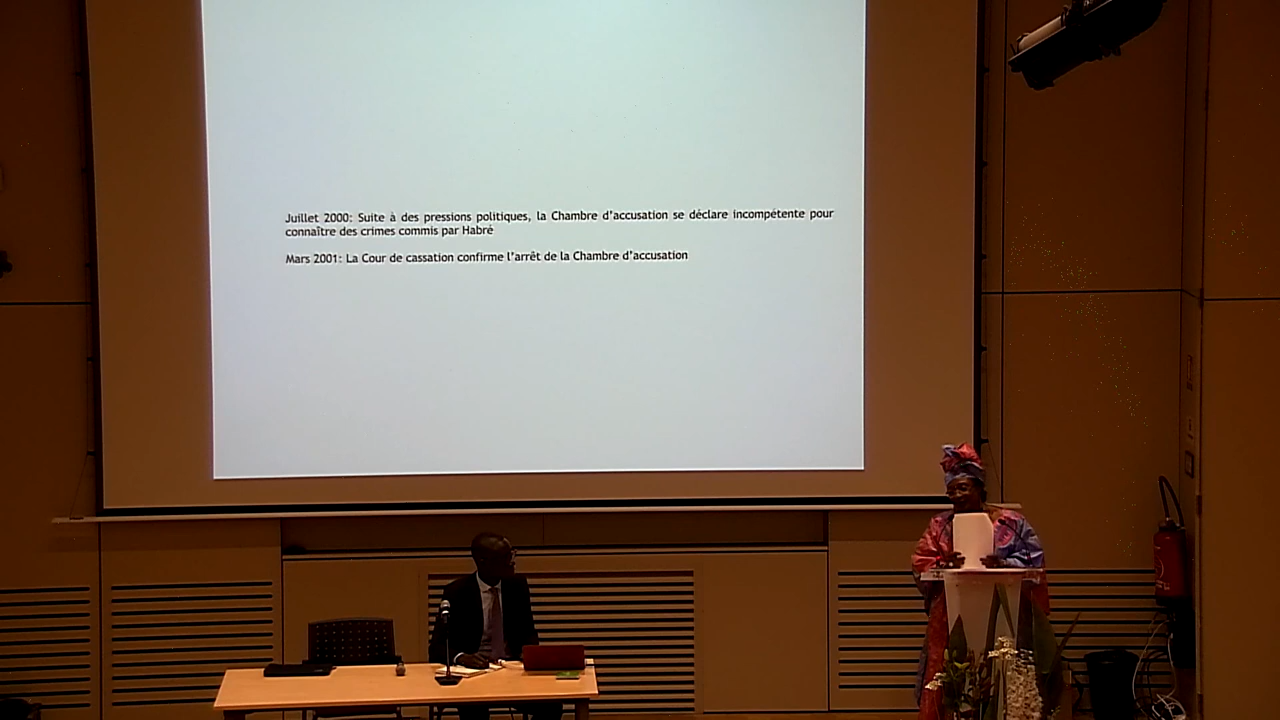 Juillet 2000: Suite à des pressions politiques, la Chambre d'accusation se déclare incompétente pour
connaître des crimes commis par Habré
Mars 2001: La Cour de cassation confirme l'arrêt de la Chambre d'accusation